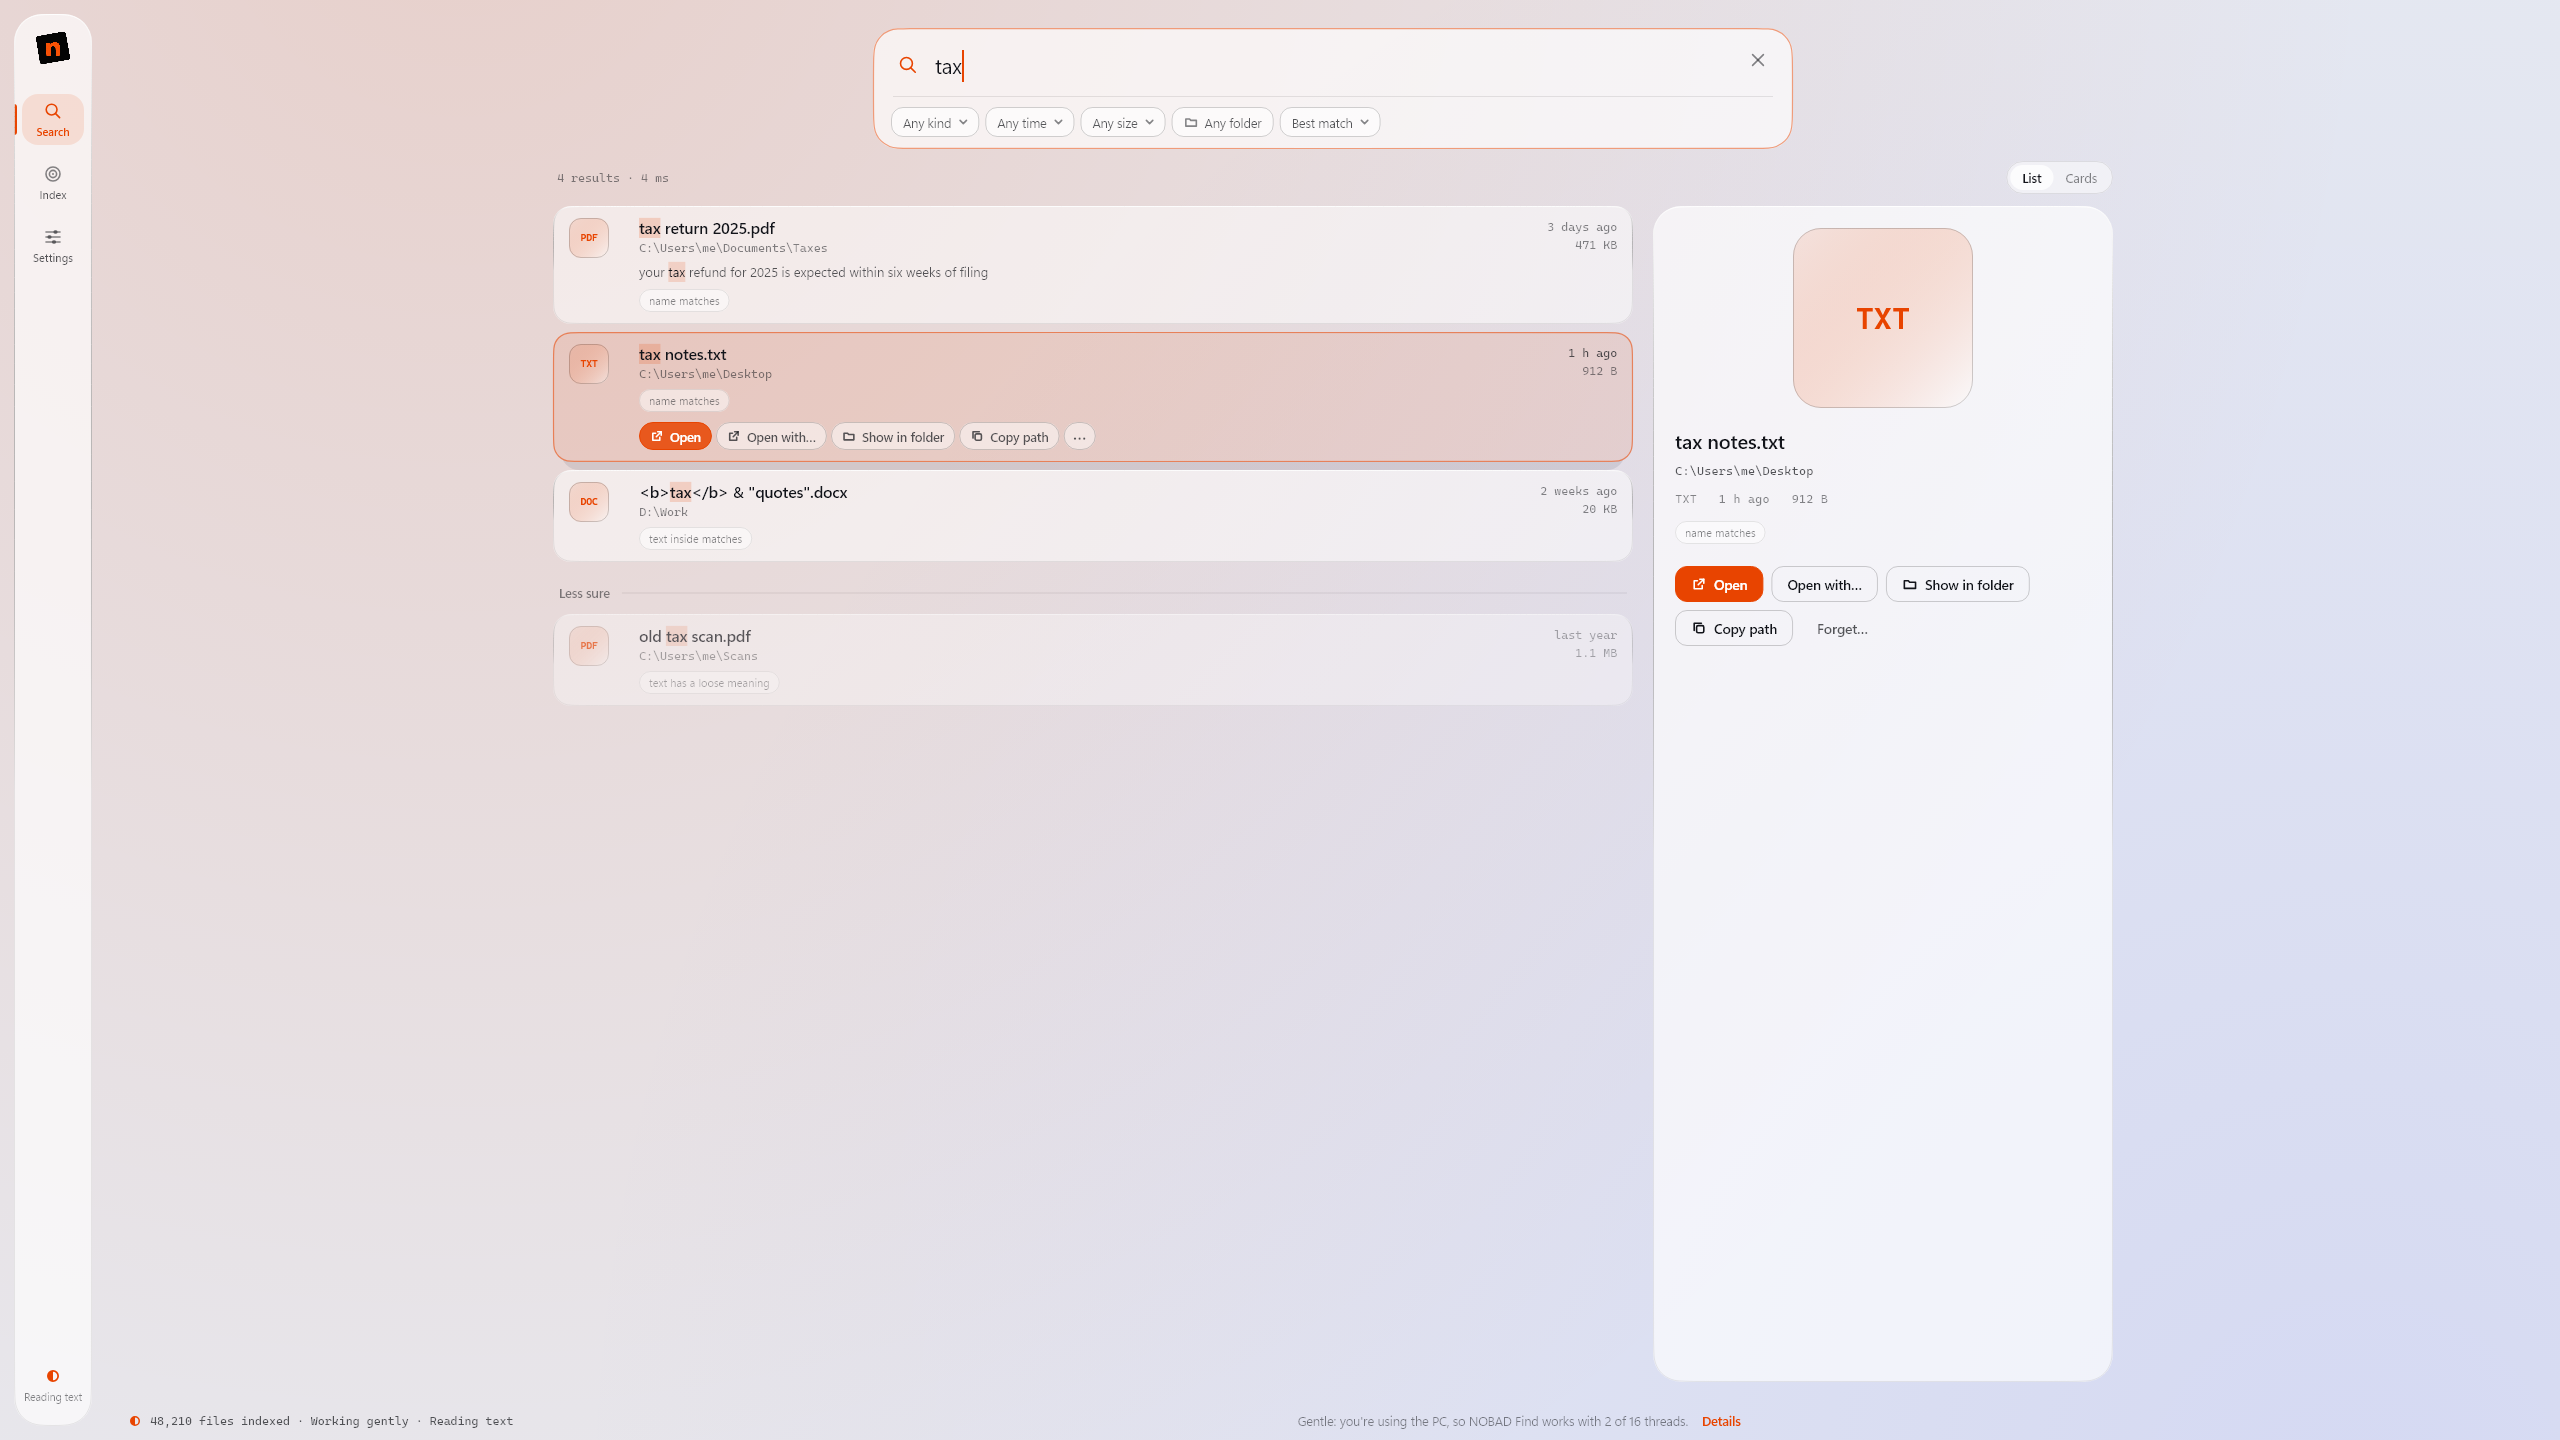 n
Search
Index
Settings
Reading text
tax
Any kind
Any time
Any size
Any folder
Best match
4 results · 4 ms
List
Cards
PDF
tax return 2025.pdf
C:\Users\me\Documents\Taxes
your tax refund for 2025 is expected within six weeks of filing
name matches
3 days ago
471 KB
TXT
tax notes.txt
C:\Users\me\Desktop
name matches
1 h ago
912 B
Open
Open with...
Show in folder
Copy path
...
DOC
<b>tax</b> & "quotes".docx
D:\Work
text inside matches
2 weeks ago
20 KB
Less sure
PDF
old tax scan.pdf
C:\Users\me\Scans
text has a loose meaning
last year
1.1 MB
TXT
tax notes.txt
C:\Users\me\Desktop
TXT 1 h ago 912 B
name matches
Open
Open with...
Show in folder
Copy path
Forget...
48,210 files indexed · Working gently · Reading text
Gentle: you're using the PC, so NOBAD Find works with 2 of 16 threads. Details